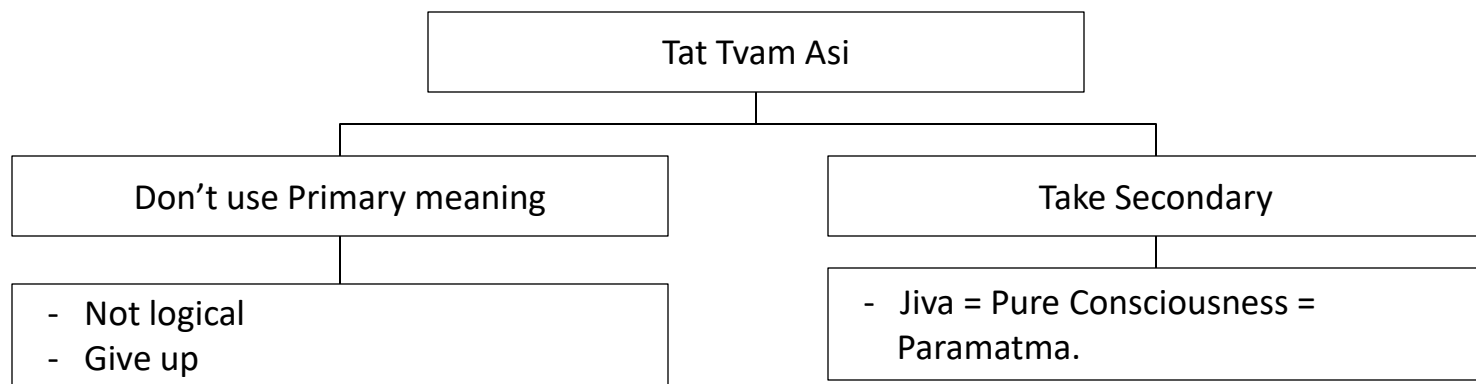 Tat Tvam Asi
Don’t use Primary meaning
Take Secondary
- Not logical
- Give up
- Jiva = Pure Consciousness =
Paramatma.